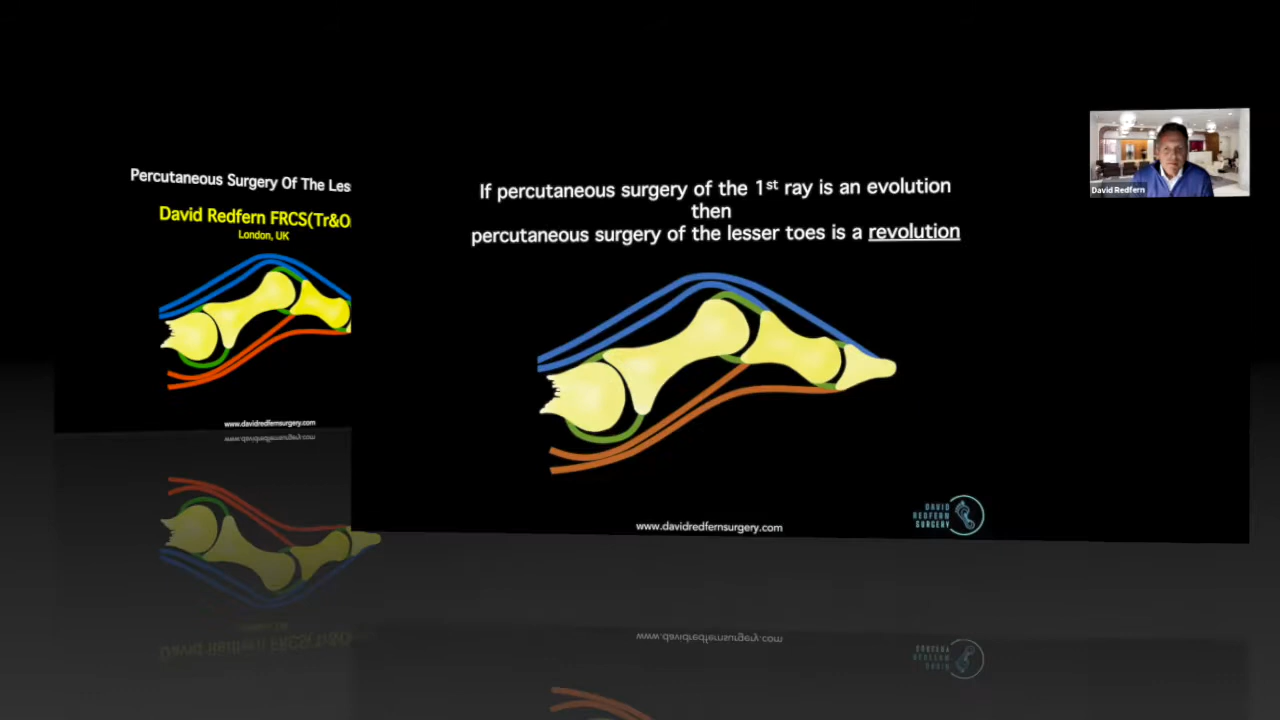 Percutaneous Surgery Of The Les
David Redfern FRCS(Tr&O
London, UK
www.davidredfernsurgery.com
If percutaneous surgery of the 1st ray is an evolution
then
percutaneous surgery of the lesser toes is a revolution
www.davidredfernsurgery.com
DAVID
REDFERN
SURGERY
David Redfern